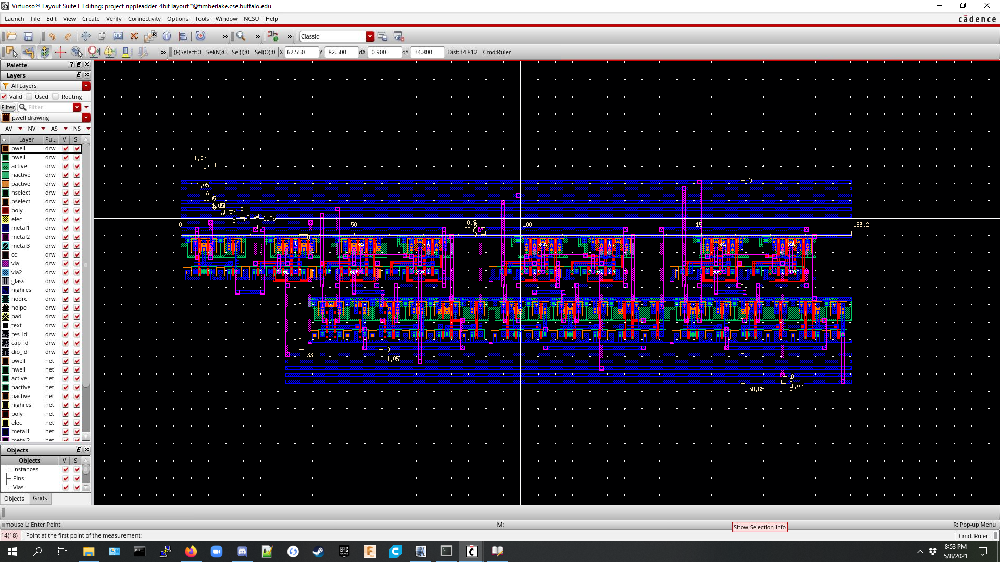 Virtuoso® Layout Suite L Editing: project rippleadder_4bit layout *@timberlake.cse.buffalo.edu
Launch File Edit View Create Verify Connectivity Options Tools Window NCSU Help
cādence
» » » Classic
» (F)Select:0 Sel(N):0 Sel(I):0 Sel(O):0 X 62.550 Y -82.500 dX -0.900 dY -34.800 Dist:34.812 Cmd:Ruler
Palette
Layers
All Layers
Valid Used Routing
Filter Filter
pwell drawing
AV NV AS NS
Layer Pu... V S
pwell drw
nwell drw
active drw
nactive drw
pactive drw
nselect drw
pselect drw
poly drw
elec drw
metal1 drw
metal2 drw
metal3 drw
cc drw
via drw
via2 drw
glass drw
highres drw
nodrc drw
nolpe drw
pad drw
text drw
res_id drw
cap_id drw
dio_id drw
pwell net
nwell net
active net
nactive net
pactive net
highres net
poly net
elec net
metal1 net
metal2 net
Objects
Objects V S
Instances
Pins
Vias
Objects Grids
1.05
0
0
1.05
0
1.05
0.9
1.05
0 50 0.9 100 150 193.2
1.05
0
33.3
0
1.05
0
58.65
1.05
0.9
mouse L: Enter Point M: R: Pop-up Menu
Show Selection Info
14(18) Point at the first point of the measurement: Cmd: Ruler
EPIC GAMES
8:53 PM
5/8/2021